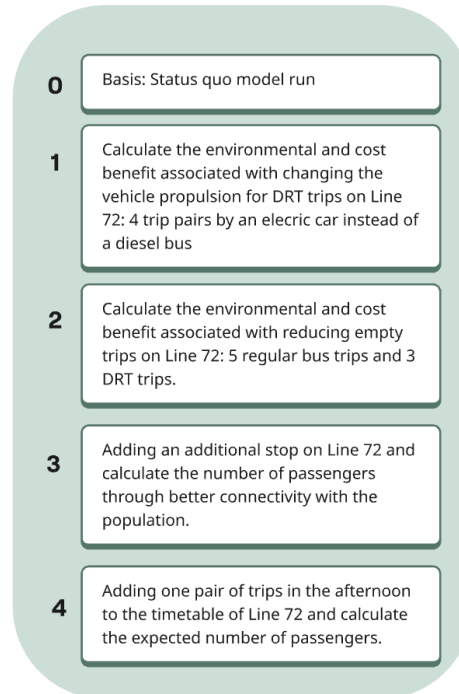 0
Basis: Status quo model run
1
Calculate the environmental and cost
benefit associated with changing the
vehicle propulsion for DRT trips on Line
72: 4 trip pairs by an elecric car instead of
a diesel bus
2
Calculate the environmental and cost
benefit associated with reducing empty
trips on Line 72: 5 regular bus trips and 3
DRT trips.
3
Adding an additional stop on Line 72 and
calculate the number of passengers
through better connectivity with the
population.
4
Adding one pair of trips in the afternoon
to the timetable of Line 72 and calculate
the expected number of passengers.